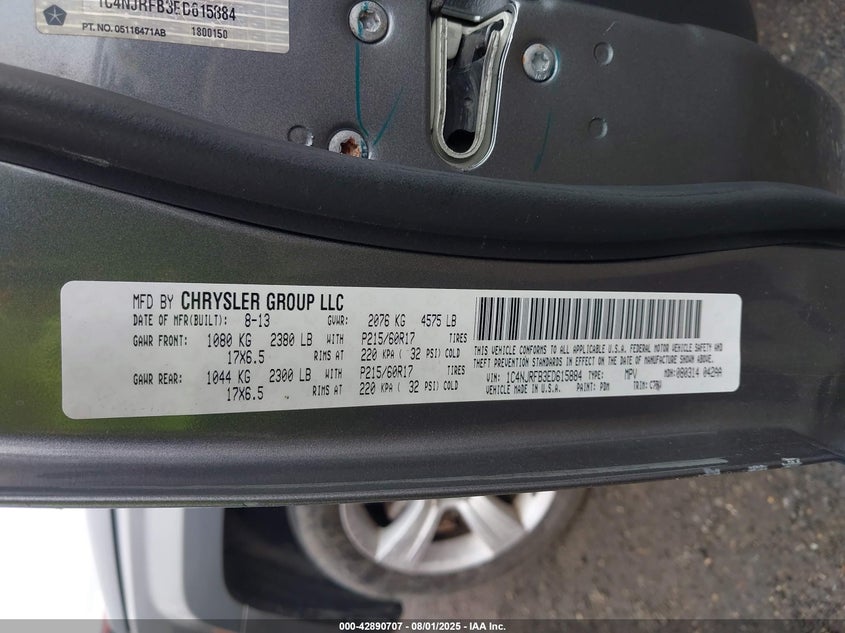 1C4NJRFB3ED615884
PT. NO. 05116471AB 1800150
MFD BY CHRYSLER GROUP LLC
DATE OF MFR(BUILT): 8-13 GVWR: 2076 KG 4575 LB
GAWR FRONT: 1080 KG 2380 LB WITH P215/60R17 TIRES
17X6.5 RIMS AT 220 KPA ( 32 PSI) COLD
GAWR REAR: 1044 KG 2300 LB WITH P215/60R17 TIRES
17X6.5 RIMS AT 220 KPA ( 32 PSI) COLD
THIS VEHICLE CONFORMS TO ALL APPLICABLE U.S.A. FEDERAL MOTOR VEHICLE SAFETY AND
THEFT PREVENTION STANDARDS IN EFFECT ON THE DATE OF MANUFACTURE SHOWN ABOVE.
VIN: 1C4NJRFB3ED615884 TYPE: MPV MDH: 080314 042AA
VEHICLE MADE IN U.S.A. PAINT: PDM TRIM:
000-42890707 - 08/01/2025 - IAA Inc.